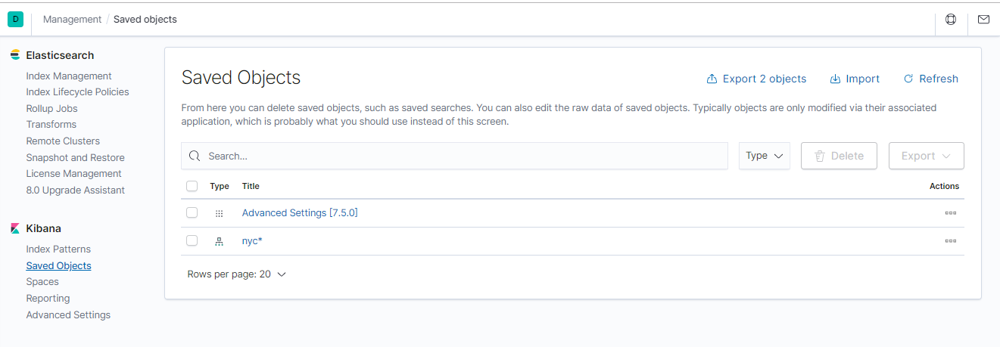 D Management / Saved objects
Elasticsearch
Index Management
Index Lifecycle Policies
Rollup Jobs
Transforms
Remote Clusters
Snapshot and Restore
License Management
8.0 Upgrade Assistant
Kibana
Index Patterns
Saved Objects
Spaces
Reporting
Advanced Settings
Saved Objects
Export 2 objects Import Refresh
From here you can delete saved objects, such as saved searches. You can also edit the raw data of saved objects. Typically objects are only modified via their associated
application, which is probably what you should use instead of this screen.
Search... Type Delete Export
Type Title Actions
Advanced Settings [7.5.0]
nyc*
Rows per page: 20